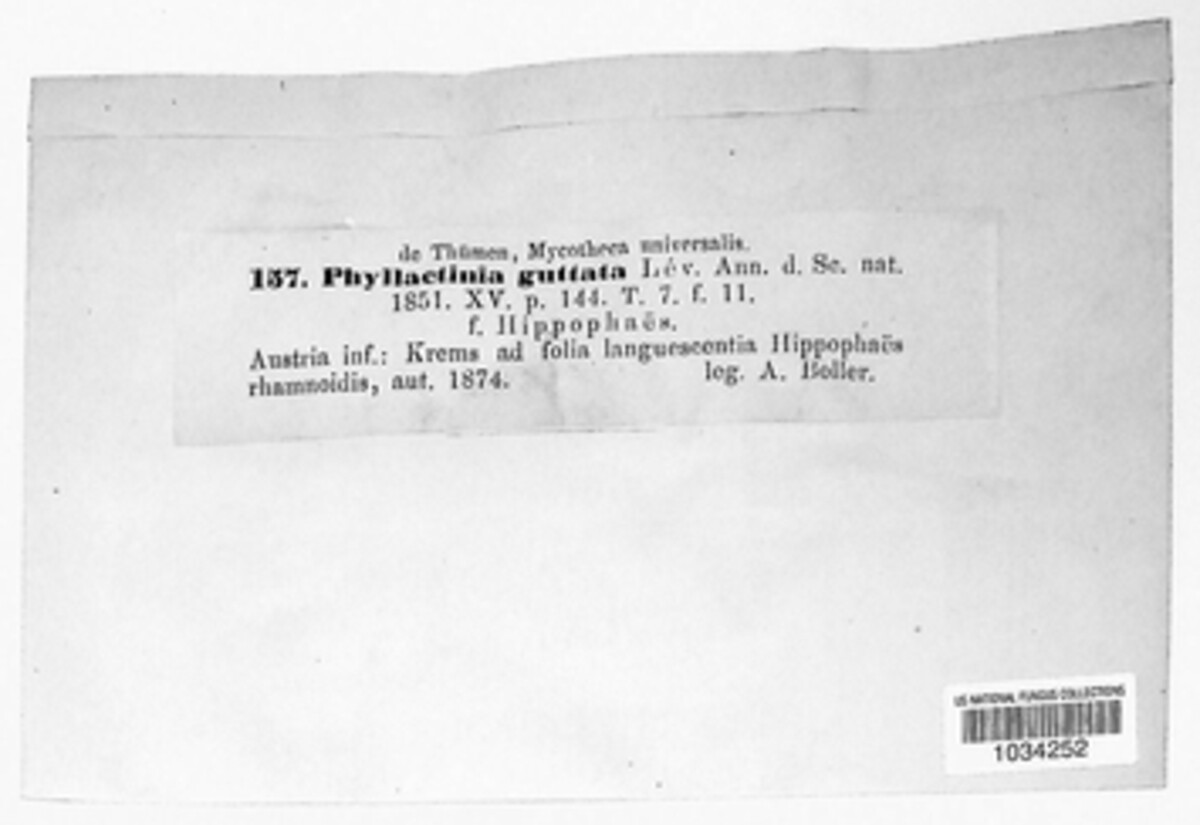 de Thümen, Mycotheca universalis.
157. Phyllactinia guttata Lév. Ann. d. Sc. nat.
1851. XV. p. 144. T. 7. f. 11.
f. Hippophaës.
Austria inf.: Krems ad folia languescentia Hippophaës
rhamnoidis, aut. 1874. leg. A. Boller.
US NATIONAL FUNGUS COLLECTIONS
1034252